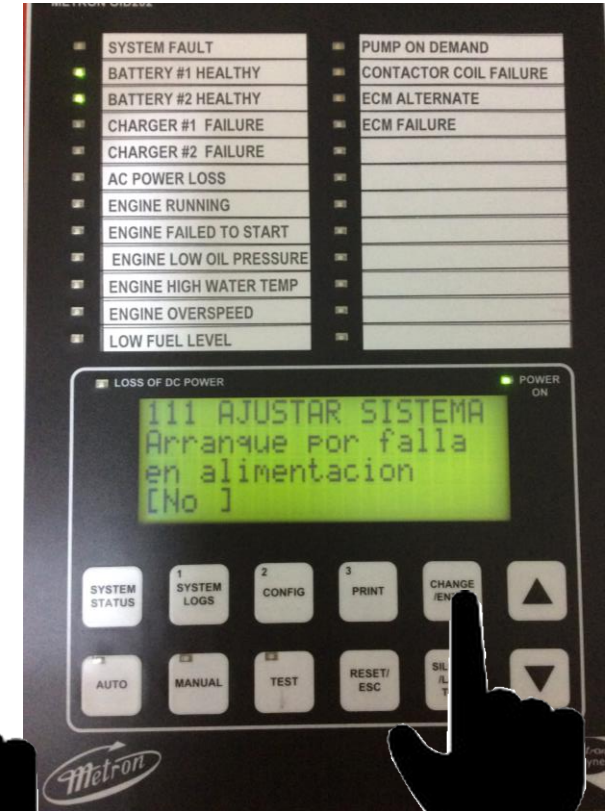 SYSTEM FAULT
BATTERY #1 HEALTHY
BATTERY #2 HEALTHY
CHARGER #1 FAILURE
CHARGER #2 FAILURE
AC POWER LOSS
ENGINE RUNNING
ENGINE FAILED TO START
ENGINE LOW OIL PRESSURE
ENGINE HIGH WATER TEMP
ENGINE OVERSPEED
LOW FUEL LEVEL
PUMP ON DEMAND
CONTACTOR COIL FAILURE
ECM ALTERNATE
ECM FAILURE
LOSS OF DC POWER
POWER
ON
111 AJUSTAR SISTEMA
Arranque por falla
en alimentacion
[No ]
SYSTEM
STATUS
1
SYSTEM
LOGS
2
CONFIG
3
PRINT
CHANGE
AUTO
MANUAL
TEST
RESET/
ESC
Metron